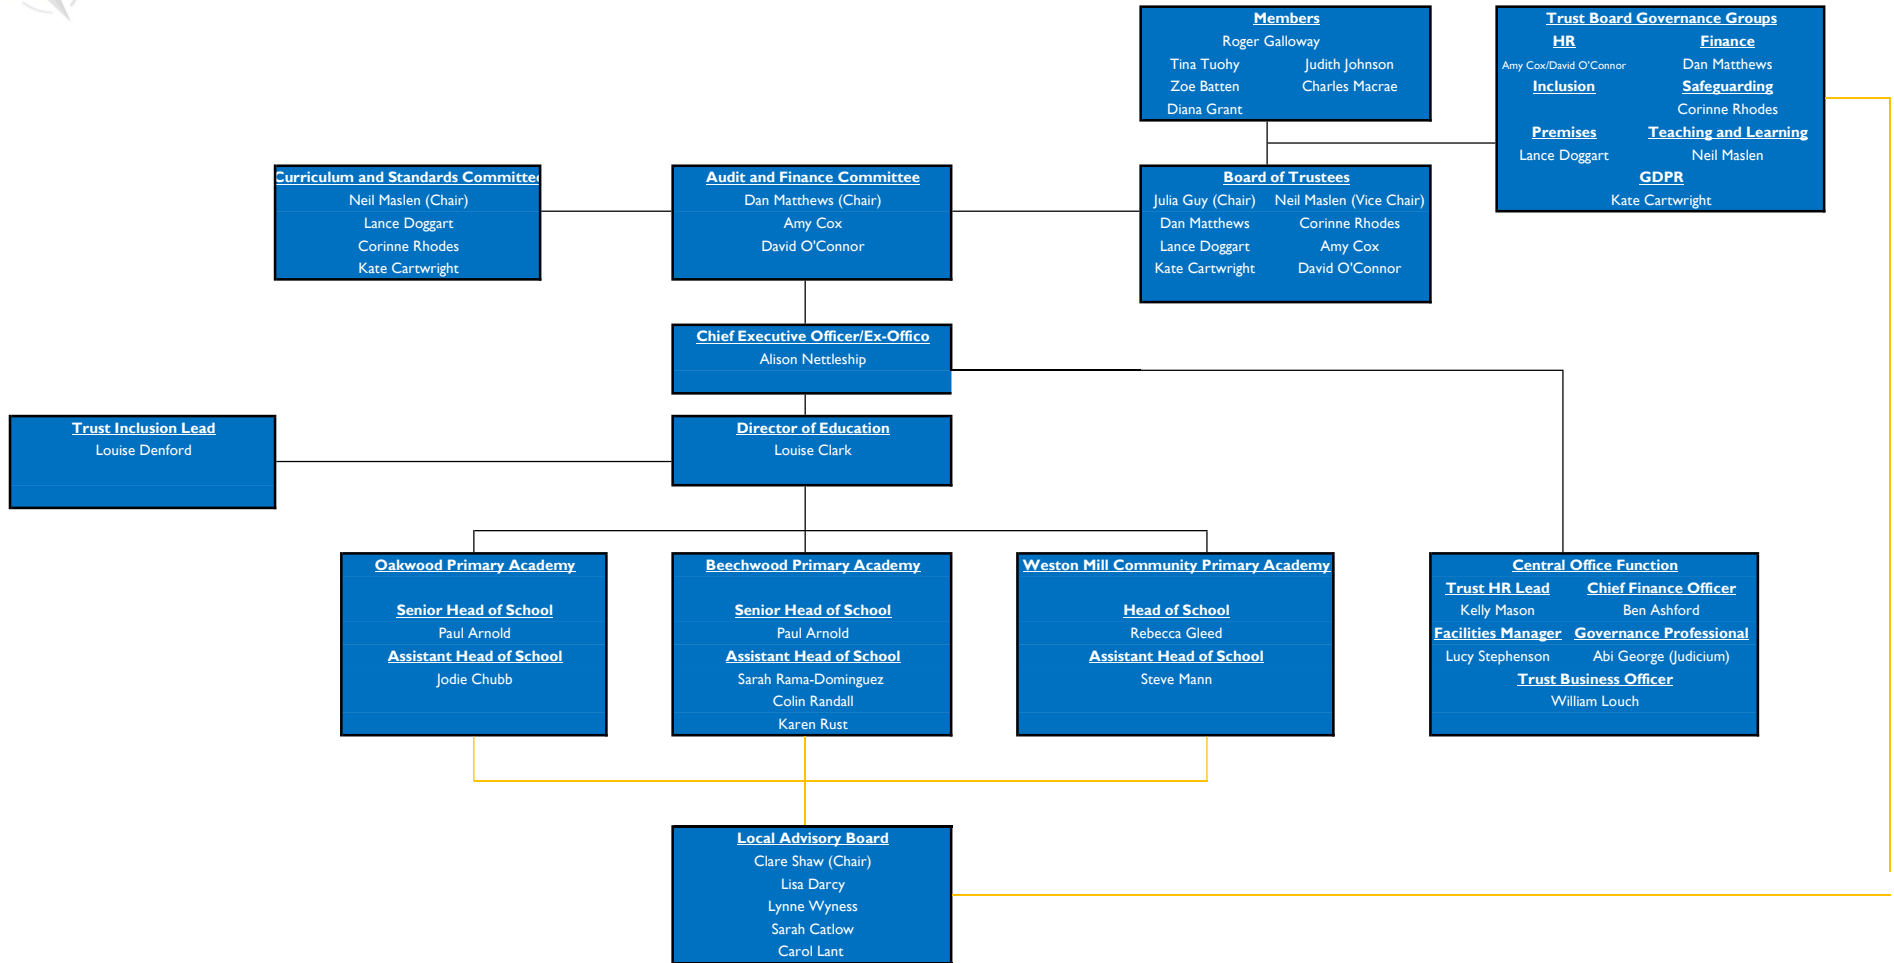 Members
Roger Galloway
Tina Tuohy Judith Johnson
Zoe Batten Charles Macrae
Diana Grant
Trust Board Governance Groups
HR Finance
Amy Cox/David O'Connor Dan Matthews
Inclusion Safeguarding
Corinne Rhodes
Premises Teaching and Learning
Lance Doggart Neil Maslen
GDPR
Kate Cartwright
Curriculum and Standards Committee
Neil Maslen (Chair)
Lance Doggart
Corinne Rhodes
Kate Cartwright
Audit and Finance Committee
Dan Matthews (Chair)
Amy Cox
David O'Connor
Board of Trustees
Julia Guy (Chair) Neil Maslen (Vice Chair)
Dan Matthews Corinne Rhodes
Lance Doggart Amy Cox
Kate Cartwright David O'Connor
Chief Executive Officer/Ex-Offico
Alison Nettleship
Trust Inclusion Lead
Louise Denford
Director of Education
Louise Clark
Oakwood Primary Academy
Senior Head of School
Paul Arnold
Assistant Head of School
Jodie Chubb
Beechwood Primary Academy
Senior Head of School
Paul Arnold
Assistant Head of School
Sarah Rama-Dominguez
Colin Randall
Karen Rust
Weston Mill Community Primary Academy
Head of School
Rebecca Gleed
Assistant Head of School
Steve Mann
Central Office Function
Trust HR Lead Chief Finance Officer
Kelly Mason Ben Ashford
Facilities Manager Governance Professional
Lucy Stephenson Abi George (Judicium)
Trust Business Officer
William Louch
Local Advisory Board
Clare Shaw (Chair)
Lisa Darcy
Lynne Wyness
Sarah Catlow
Carol Lant